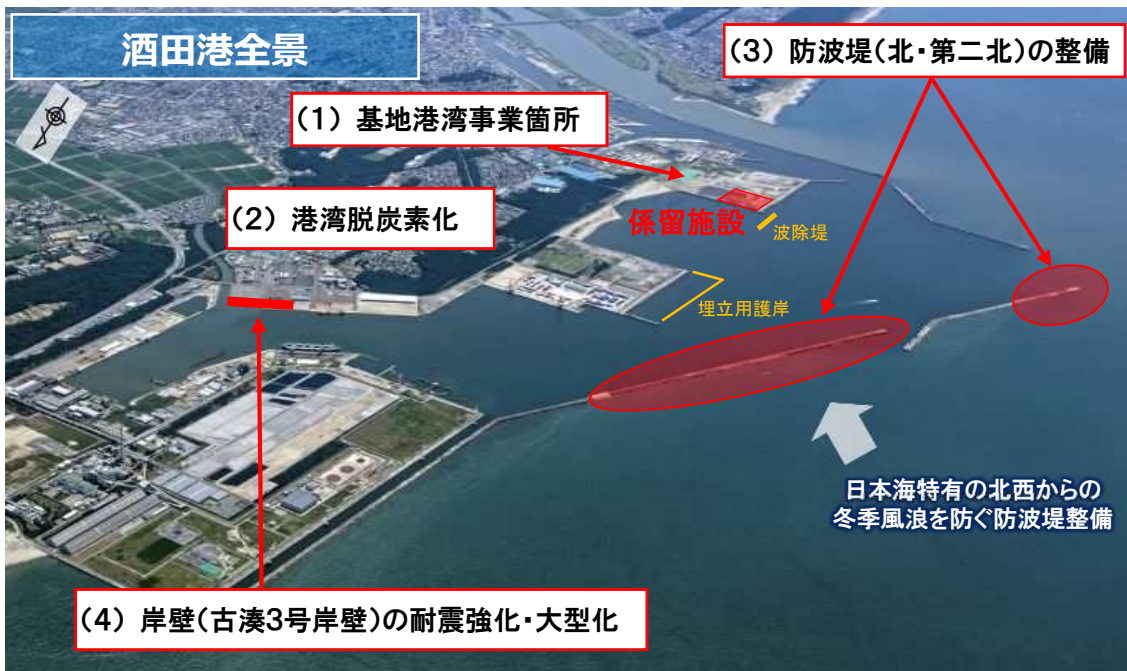 酒田港全景
(3) 防波堤(北・第二北)の整備
(1) 基地港湾事業箇所
(2) 港湾脱炭素化
係留施設
波除堤
埋立用護岸
日本海特有の北西からの
冬季風浪を防ぐ防波堤整備
(4) 岸壁(古湊3号岸壁)の耐震強化・大型化